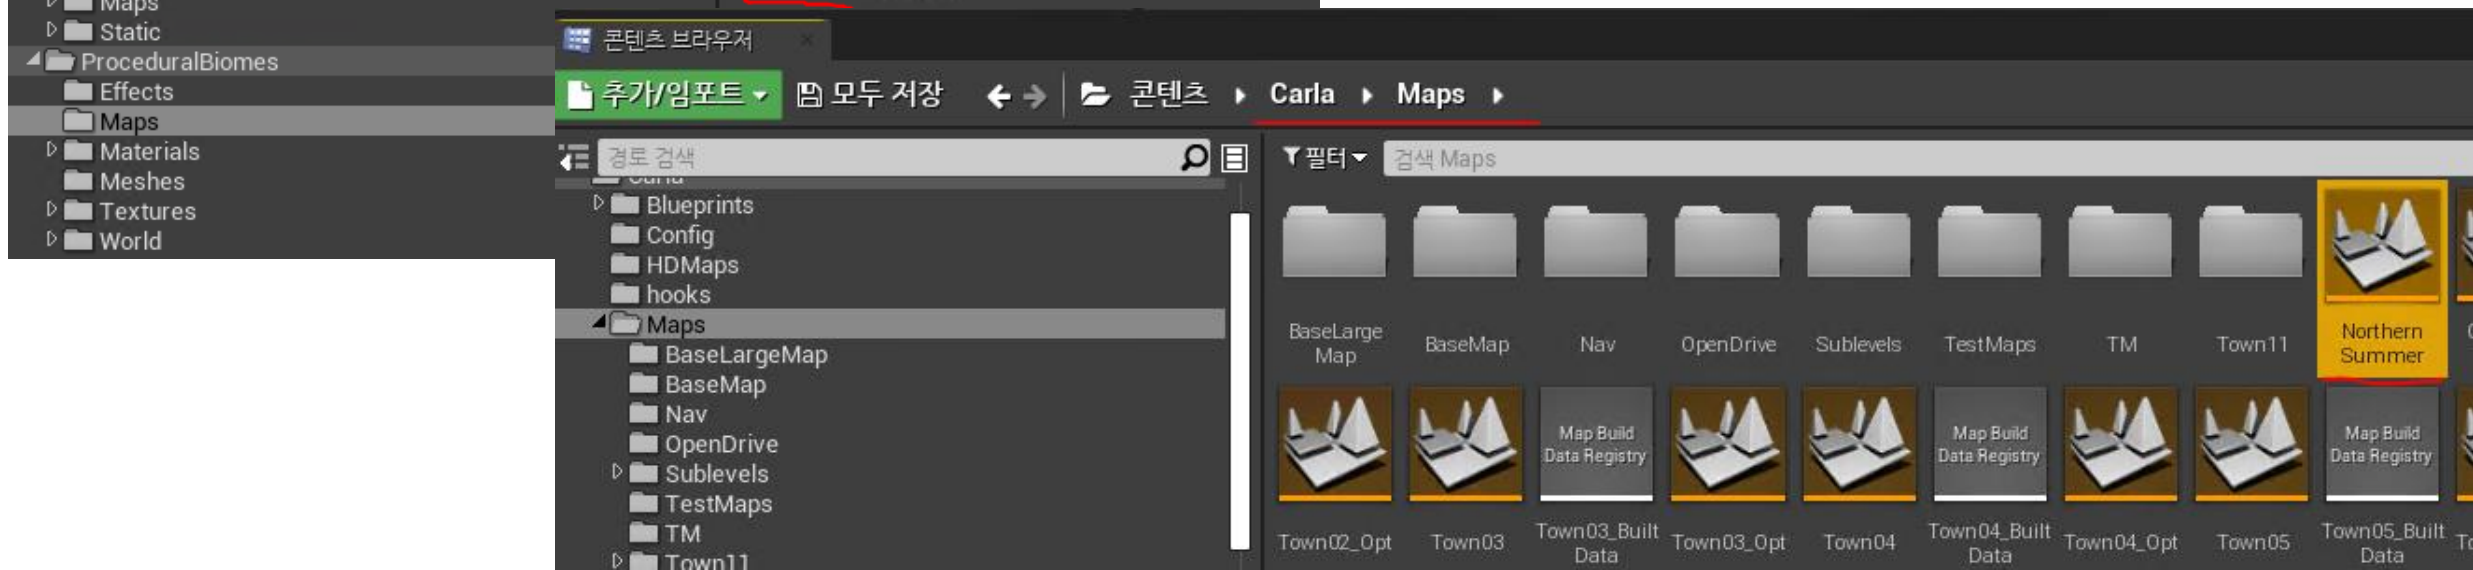 Maps
Static
ProceduralBiomes
Effects
Maps
Materials
Meshes
Textures
World
콘텐츠 브라우저
추가/임포트
모두 저장
콘텐츠
Carla
Maps
경로 검색
필터
검색 Maps
Carla
Blueprints
Config
HDMaps
hooks
Maps
BaseLargeMap
BaseMap
Nav
OpenDrive
Sublevels
TestMaps
TM
Town11
BaseLarge
Map
BaseMap
Nav
OpenDrive
Sublevels
TestMaps
TM
Town11
Northern
Summer
Map Build
Data Registry
Map Build
Data Registry
Map Build
Data Registry
Town02_Opt
Town03
Town03_Built
Data
Town03_Opt
Town04
Town04_Built
Data
Town04_Opt
Town05
Town05_Built
Data